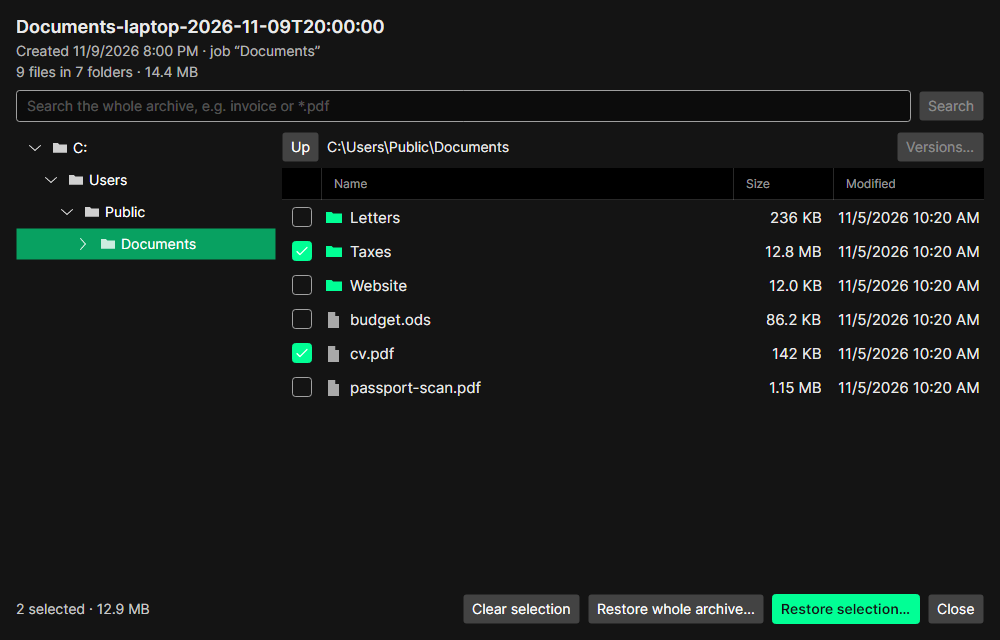 Documents-laptop-2026-11-09T20:00:00
Created 11/9/2026 8:00 PM · job “Documents”
9 files in 7 folders · 14.4 MB
Search the whole archive, e.g. invoice or *.pdf
Search
C:
Users
Public
Documents
Up
C:\Users\Public\Documents
Versions...
Name Size Modified
Letters 236 KB 11/5/2026 10:20 AM
Taxes 12.8 MB 11/5/2026 10:20 AM
Website 12.0 KB 11/5/2026 10:20 AM
budget.ods 86.2 KB 11/5/2026 10:20 AM
cv.pdf 142 KB 11/5/2026 10:20 AM
passport-scan.pdf 1.15 MB 11/5/2026 10:20 AM
2 selected · 12.9 MB
Clear selection
Restore whole archive...
Restore selection...
Close